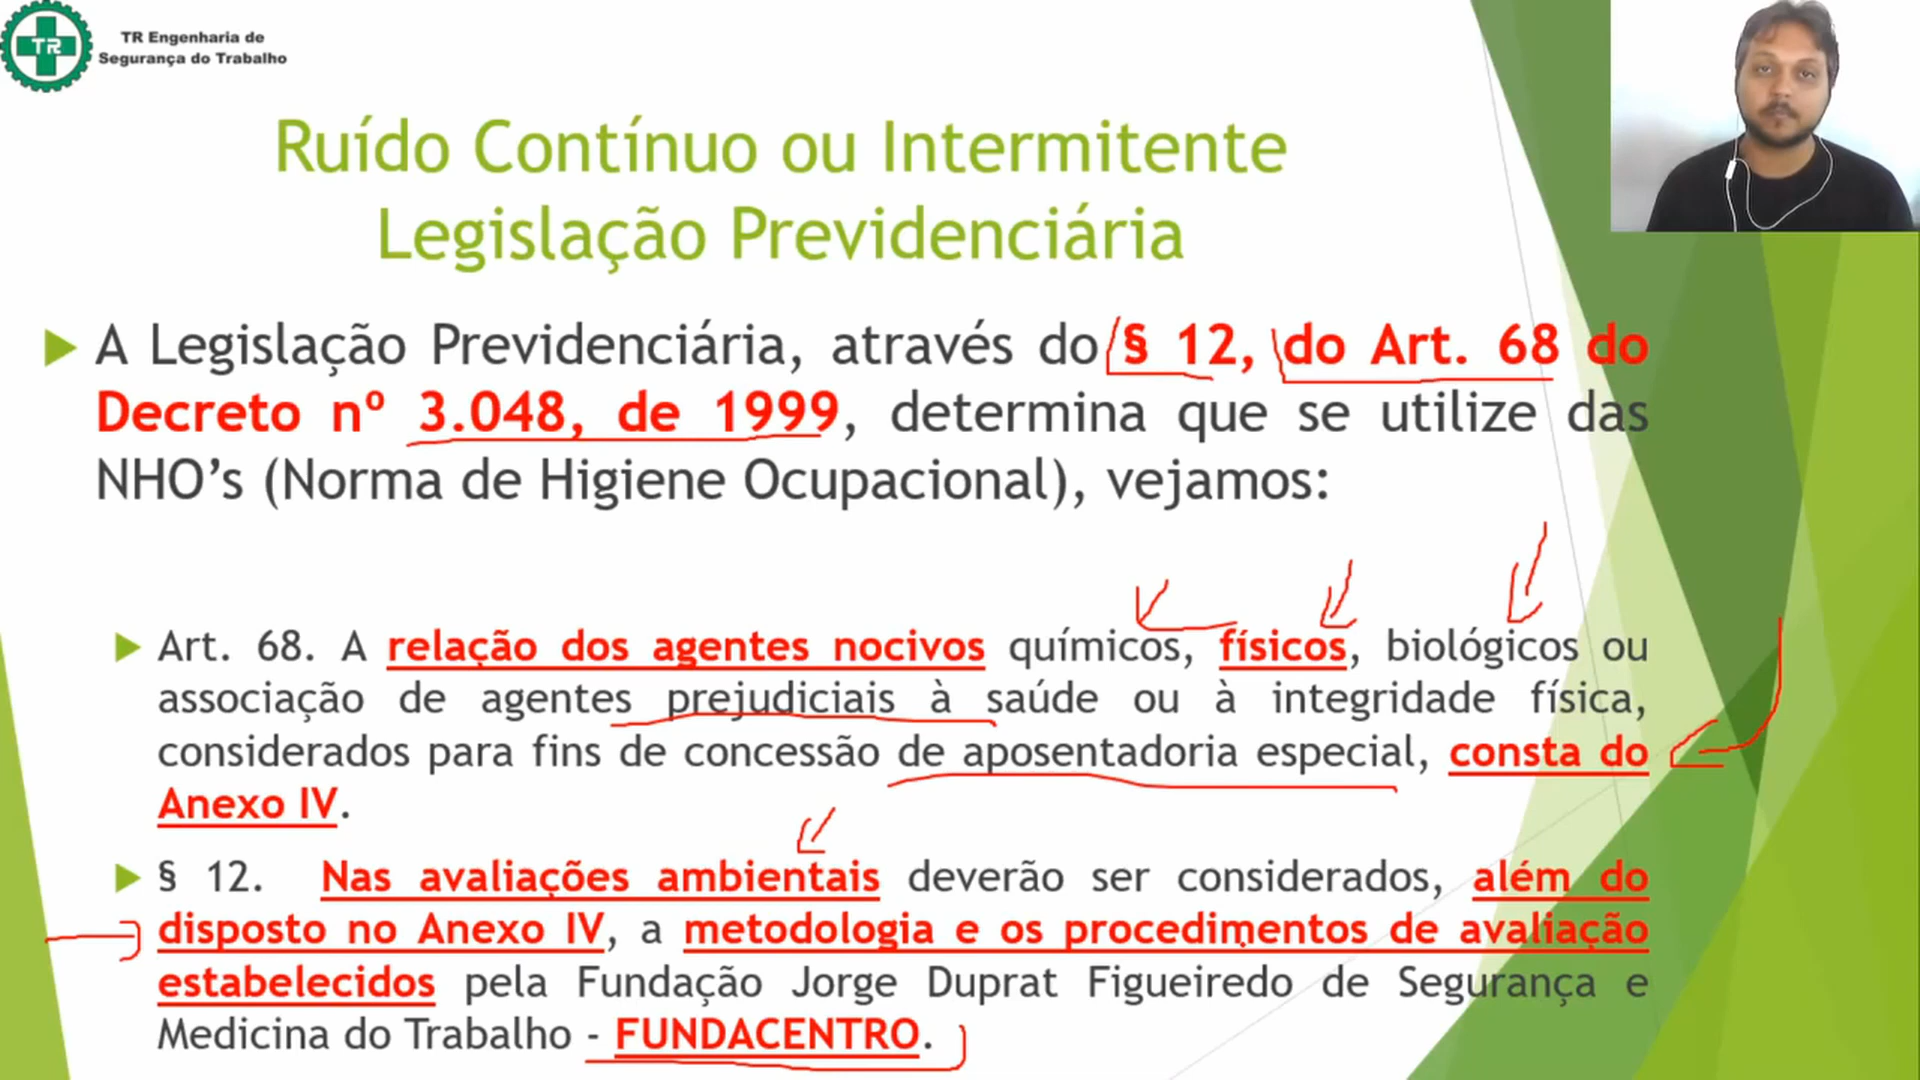 TR
TR Engenharia de
Segurança do Trabalho
Ruído Contínuo ou Intermitente
Legislação Previdenciária
A Legislação Previdenciária, através do § 12, do Art. 68 do
Decreto nº 3.048, de 1999, determina que se utilize das
NHO’s (Norma de Higiene Ocupacional), vejamos:
Art. 68. A relação dos agentes nocivos químicos, físicos, biológicos ou
associação de agentes prejudiciais à saúde ou à integridade física,
considerados para fins de concessão de aposentadoria especial, consta do
Anexo IV.
§ 12. Nas avaliações ambientais deverão ser considerados, além do
disposto no Anexo IV, a metodologia e os procedimentos de avaliação
estabelecidos pela Fundação Jorge Duprat Figueiredo de Segurança e
Medicina do Trabalho - FUNDACENTRO.